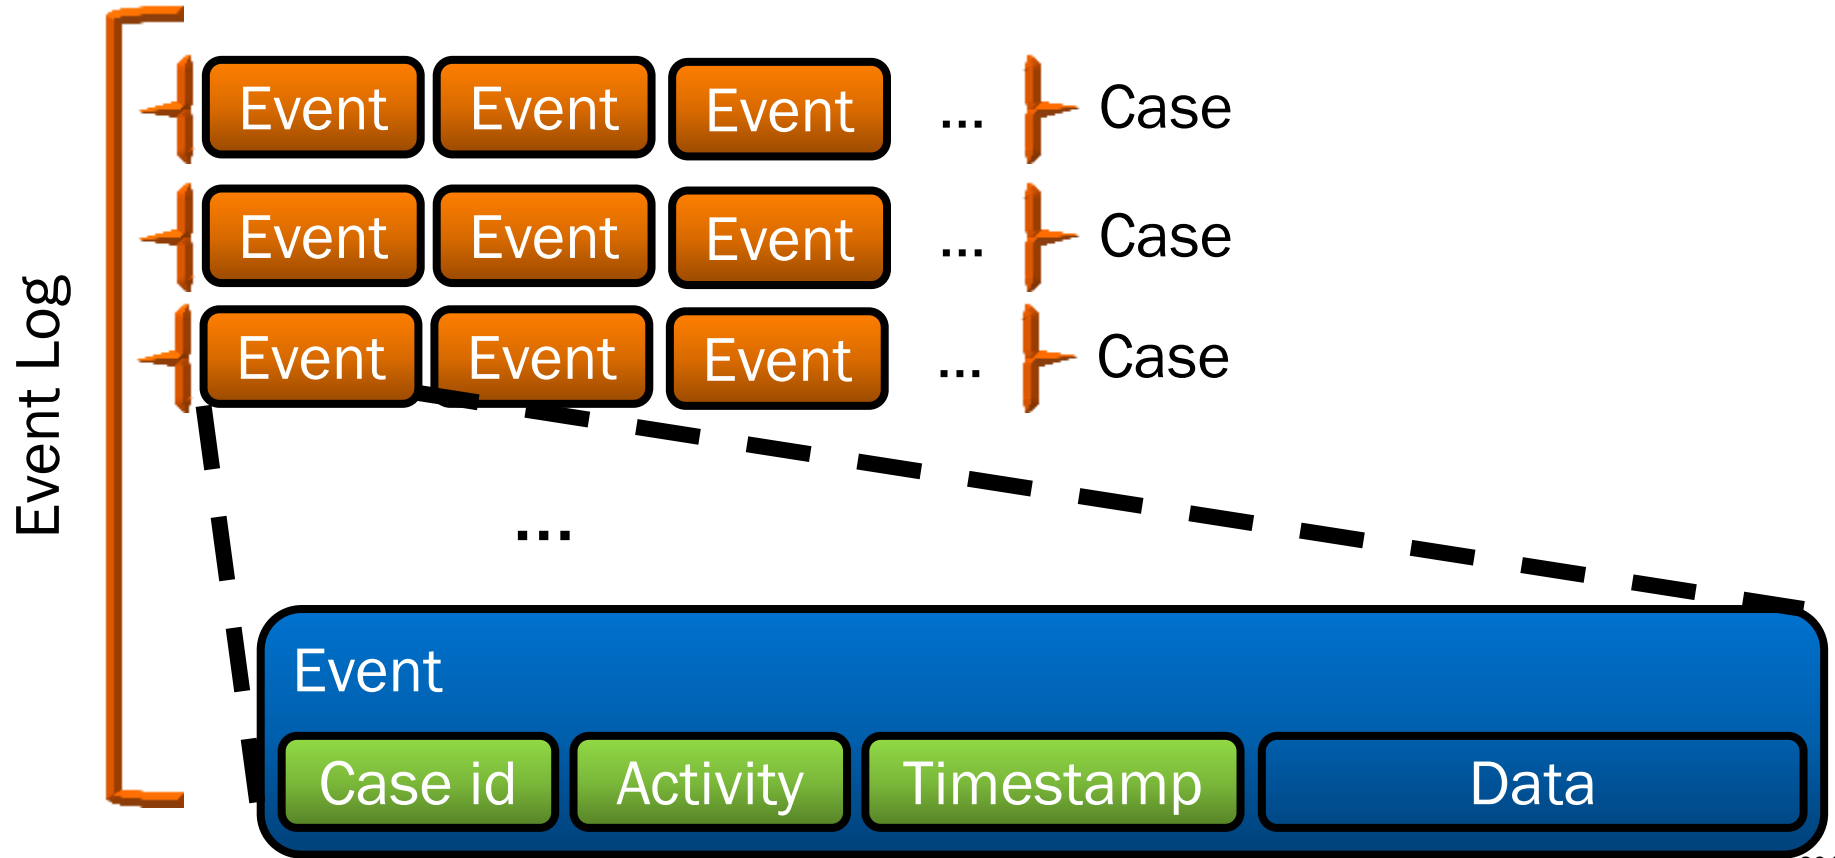 Event Log
Event Event Event ... Case
Event Event Event ... Case
Event Event Event ... Case
...
Event
Case id Activity Timestamp Data